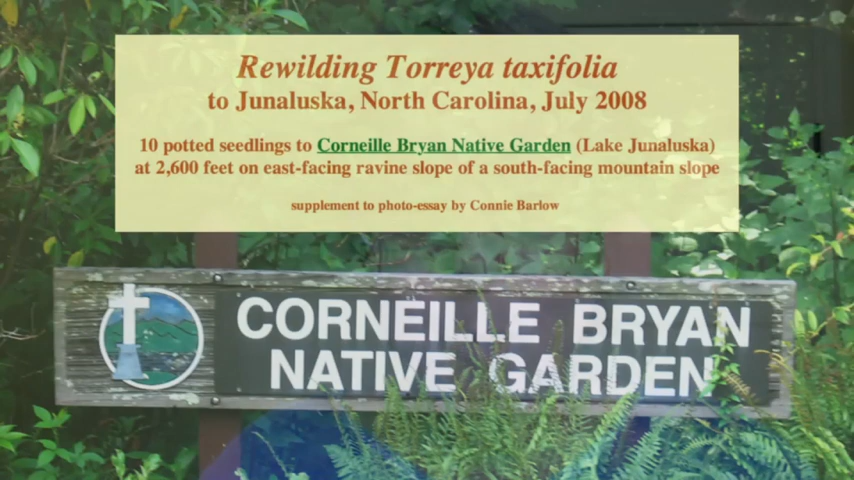 Rewilding Torreya taxifolia
to Junaluska, North Carolina, July 2008
10 potted seedlings to Corneille Bryan Native Garden (Lake Junaluska)
at 2,600 feet on east-facing ravine slope of a south-facing mountain slope
supplement to photo-essay by Connie Barlow
CORNEILLE BRYAN
NATIVE GARDEN